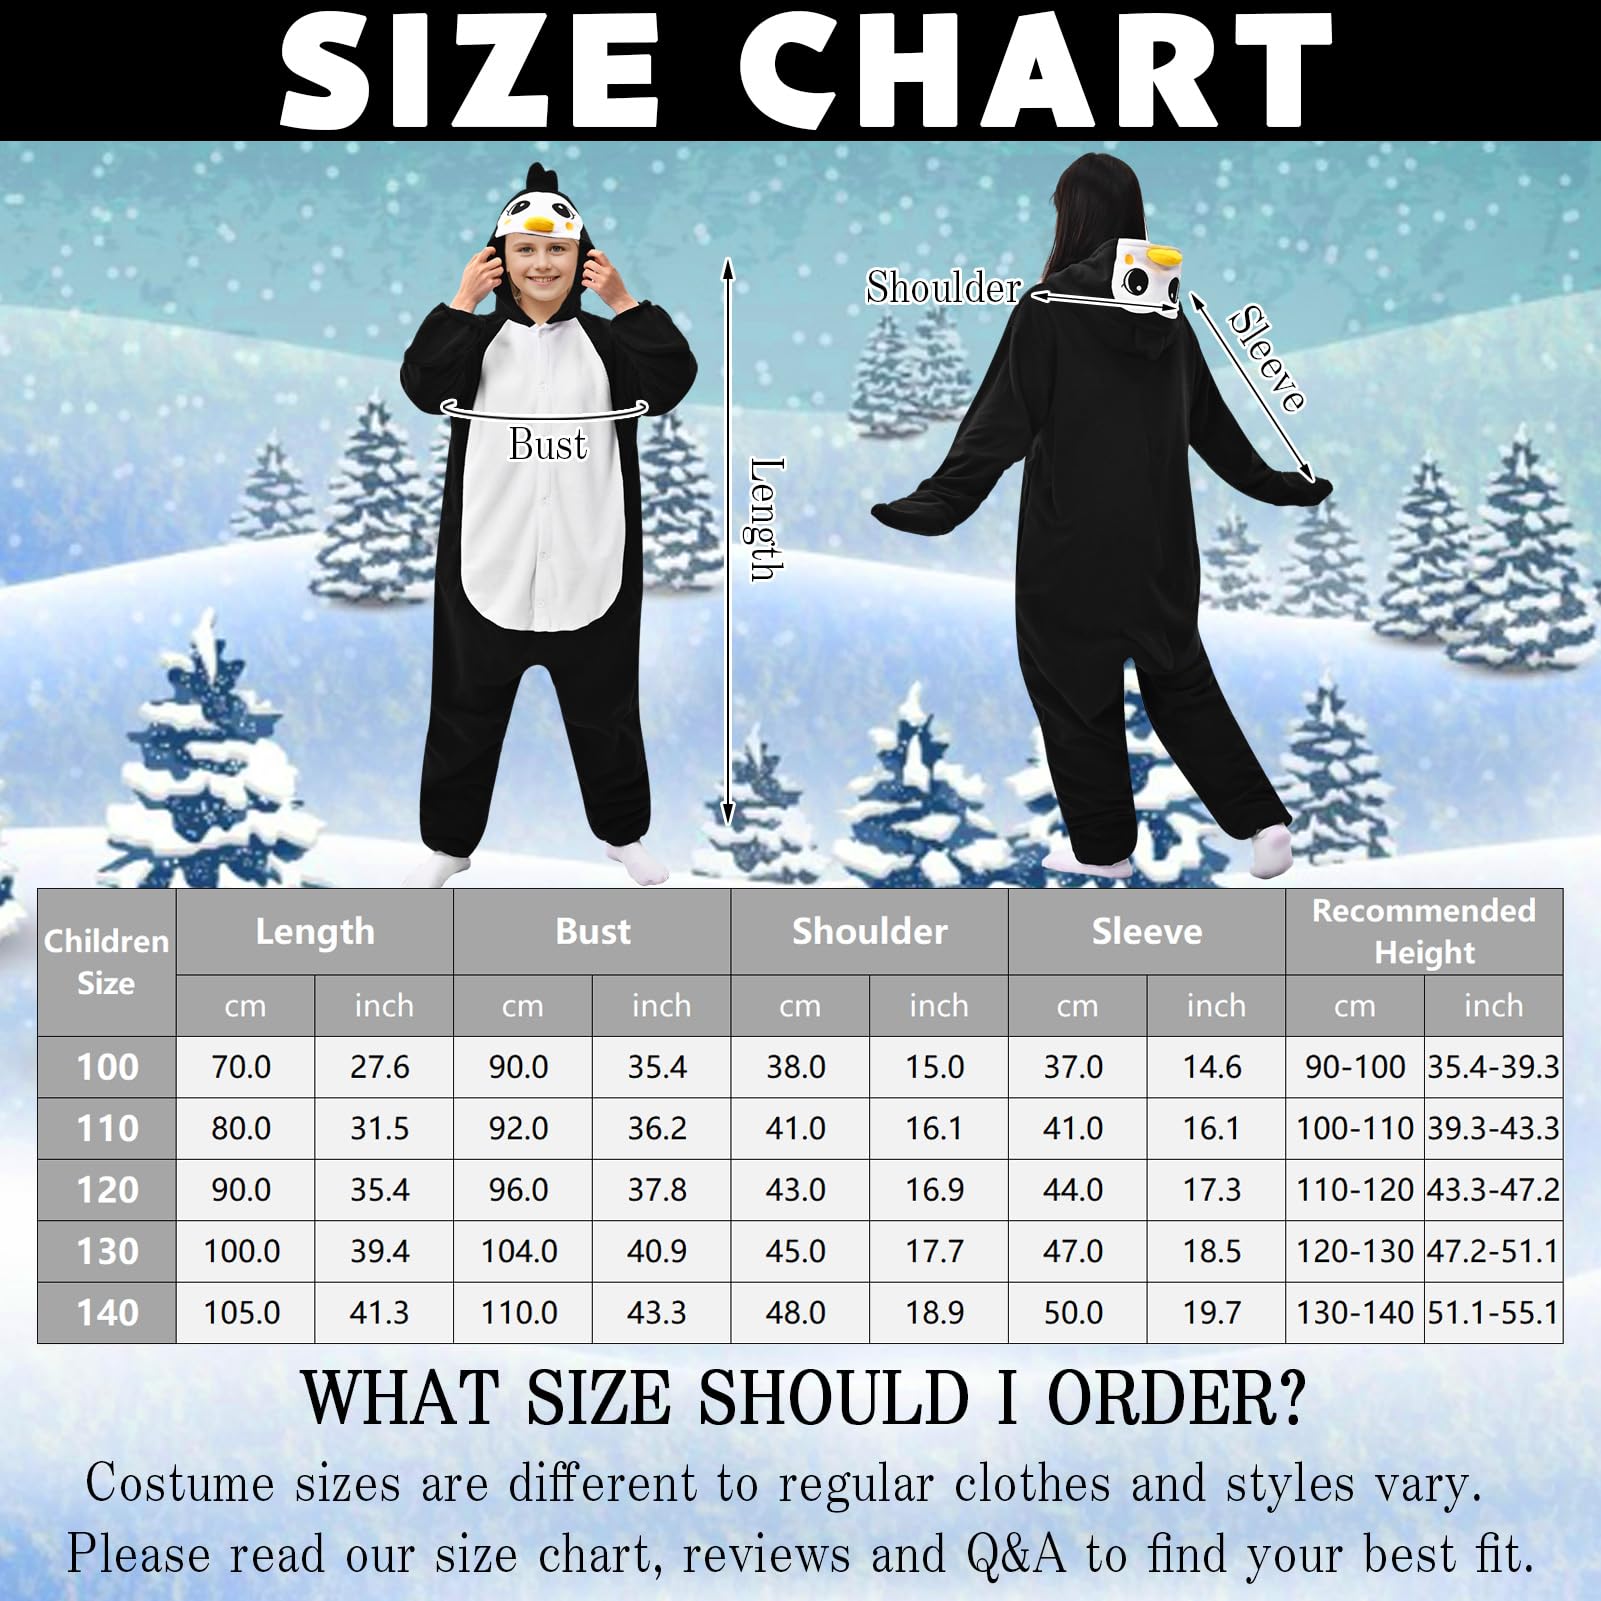 SIZE CHART
Shoulder
Sleeve
Bust
Length
Children Size Length Bust Shoulder Sleeve Recommended Height
cm inch cm inch cm inch cm inch cm inch
100 70.0 27.6 90.0 35.4 38.0 15.0 37.0 14.6 90-100 35.4-39.3
110 80.0 31.5 92.0 36.2 41.0 16.1 41.0 16.1 100-110 39.3-43.3
120 90.0 35.4 96.0 37.8 43.0 16.9 44.0 17.3 110-120 43.3-47.2
130 100.0 39.4 104.0 40.9 45.0 17.7 47.0 18.5 120-130 47.2-51.1
140 105.0 41.3 110.0 43.3 48.0 18.9 50.0 19.7 130-140 51.1-55.1
WHAT SIZE SHOULD I ORDER?
Costume sizes are different to regular clothes and styles vary.
Please read our size chart, reviews and Q&A to find your best fit.